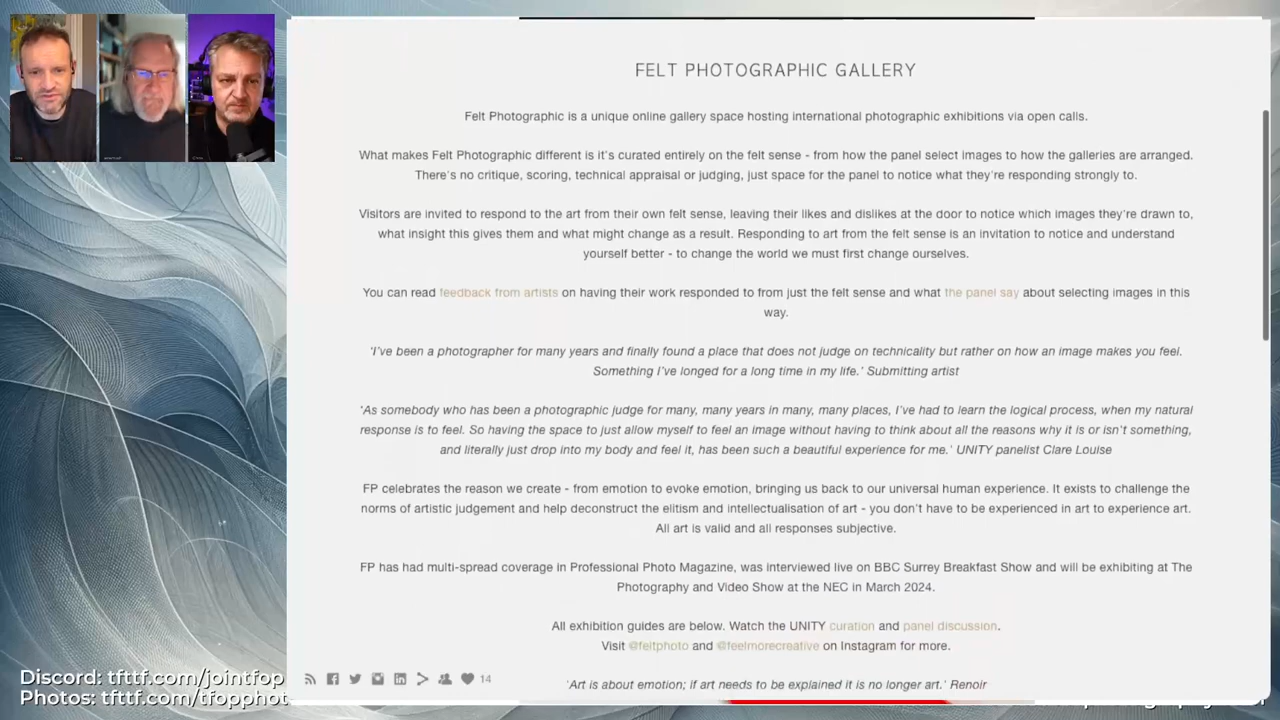 FELT PHOTOGRAPHIC GALLERY
Felt Photographic is a unique online gallery space hosting international photographic exhibitions via open calls.
What makes Felt Photographic different is it's curated entirely on the felt sense - from how the panel select images to how the galleries are arranged.
There's no critique, scoring, technical appraisal or judging, just space for the panel to notice what they're responding strongly to.
Visitors are invited to respond to the art from their own felt sense, leaving their likes and dislikes at the door to notice which images they're drawn to,
what insight this gives them and what might change as a result. Responding to art from the felt sense is an invitation to notice and understand
yourself better - to change the world we must first change ourselves.
You can read feedback from artists on having their work responded to from just the felt sense and what the panel say about selecting images in this
way.
'I've been a photographer for many years and finally found a place that does not judge on technicality but rather on how an image makes you feel.
Something I've longed for a long time in my life.' Submitting artist
'As somebody who has been a photographic judge for many, many years in many, many places, I've had to learn the logical process, when my natural
response is to feel. So having the space to just allow myself to feel an image without having to think about all the reasons why it is or isn't something,
and literally just drop into my body and feel it, has been such a beautiful experience for me.' UNITY panelist Clare Louise
FP celebrates the reason we create - from emotion to evoke emotion, bringing us back to our universal human experience. It exists to challenge the
norms of artistic judgement and help deconstruct the elitism and intellectualisation of art - you don't have to be experienced in art to experience art.
All art is valid and all responses subjective.
FP has had multi-spread coverage in Professional Photo Magazine, was interviewed live on BBC Surrey Breakfast Show and will be exhibiting at The
Photography and Video Show at the NEC in March 2024.
All exhibition guides are below. Watch the UNITY curation and panel discussion.
Visit @feltphoto and @feelmorecreative on Instagram for more.
14
'Art is about emotion; if art needs to be explained it is no longer art.' Renoir
Discord: tfttf.com/jointfop
Photos: tfttf.com/tfopphot